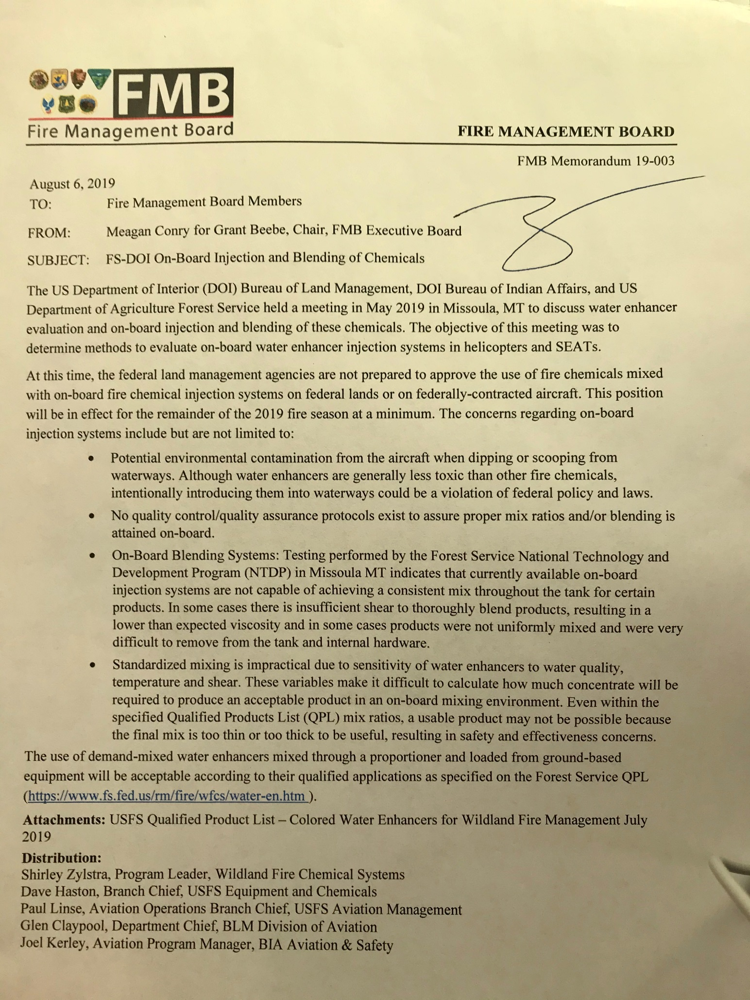 FMB
Fire Management Board
FIRE MANAGEMENT BOARD
FMB Memorandum 19-003
August 6, 2019
TO: Fire Management Board Members
FROM: Meagan Conry for Grant Beebe, Chair, FMB Executive Board
SUBJECT: FS-DOI On-Board Injection and Blending of Chemicals
The US Department of Interior (DOI) Bureau of Land Management, DOI Bureau of Indian Affairs, and US
Department of Agriculture Forest Service held a meeting in May 2019 in Missoula, MT to discuss water enhancer
evaluation and on-board injection and blending of these chemicals. The objective of this meeting was to
determine methods to evaluate on-board water enhancer injection systems in helicopters and SEATs.
At this time, the federal land management agencies are not prepared to approve the use of fire chemicals mixed
with on-board fire chemical injection systems on federal lands or on federally-contracted aircraft. This position
will be in effect for the remainder of the 2019 fire season at a minimum. The concerns regarding on-board
injection systems include but are not limited to:
• Potential environmental contamination from the aircraft when dipping or scooping from
waterways. Although water enhancers are generally less toxic than other fire chemicals,
intentionally introducing them into waterways could be a violation of federal policy and laws.
• No quality control/quality assurance protocols exist to assure proper mix ratios and/or blending is
attained on-board.
• On-Board Blending Systems: Testing performed by the Forest Service National Technology and
Development Program (NTDP) in Missoula MT indicates that currently available on-board
injection systems are not capable of achieving a consistent mix throughout the tank for certain
products. In some cases there is insufficient shear to thoroughly blend products, resulting in a
lower than expected viscosity and in some cases products were not uniformly mixed and were very
difficult to remove from the tank and internal hardware.
• Standardized mixing is impractical due to sensitivity of water enhancers to water quality,
temperature and shear. These variables make it difficult to calculate how much concentrate will be
required to produce an acceptable product in an on-board mixing environment. Even within the
specified Qualified Products List (QPL) mix ratios, a usable product may not be possible because
the final mix is too thin or too thick to be useful, resulting in safety and effectiveness concerns.
The use of demand-mixed water enhancers mixed through a proportioner and loaded from ground-based
equipment will be acceptable according to their qualified applications as specified on the Forest Service QPL
(https://www.fs.fed.us/rm/fire/wfcs/water-en.htm ).
Attachments: USFS Qualified Product List – Colored Water Enhancers for Wildland Fire Management July
2019
Distribution:
Shirley Zylstra, Program Leader, Wildland Fire Chemical Systems
Dave Haston, Branch Chief, USFS Equipment and Chemicals
Paul Linse, Aviation Operations Branch Chief, USFS Aviation Management
Glen Claypool, Department Chief, BLM Division of Aviation
Joel Kerley, Aviation Program Manager, BIA Aviation & Safety